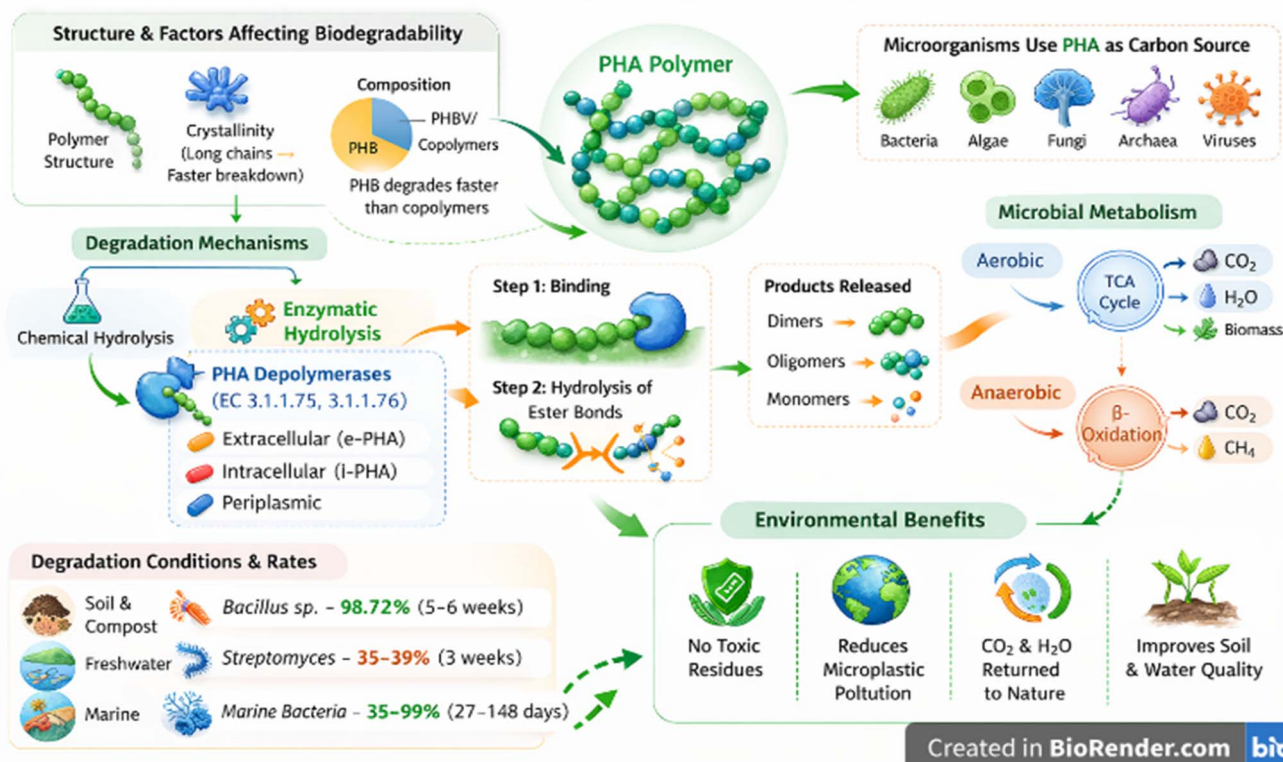 Structure & Factors Affecting Biodegradability
Polymer
Structure
Crystallinity
(Long chains →
Faster breakdown)
Composition
PHB
PHBV/
Copolymers
PHB degrades faster
than copolymers
PHA Polymer
Microorganisms Use PHA as Carbon Source
Bacteria
Algae
Fungi
Archaea
Viruses
Degradation Mechanisms
Chemical Hydrolysis
Enzymatic
Hydrolysis
PHA Depolymerases
(EC 3.1.1.75, 3.1.1.76)
Extracellular (e-PHA)
Intracellular (i-PHA)
Periplasmic
Step 1: Binding
Step 2: Hydrolysis of
Ester Bonds
Products Released
Dimers
Oligomers
Monomers
Microbial Metabolism
Aerobic
TCA
Cycle
CO₂
H₂O
Biomass
Anaerobic
β-
Oxidation
CO₂
CH₄
Degradation Conditions & Rates
Soil &
Compost
Bacillus sp. – 98.72% (5–6 weeks)
Freshwater
Streptomyces – 35–39% (3 weeks)
Marine
Marine Bacteria – 35–99% (27–148 days)
Environmental Benefits
No Toxic
Residues
Reduces
Microplastic
Poltution
CO₂ & H₂O
Returned
to Nature
Improves Soil
& Water Quality
Created in BioRender.com